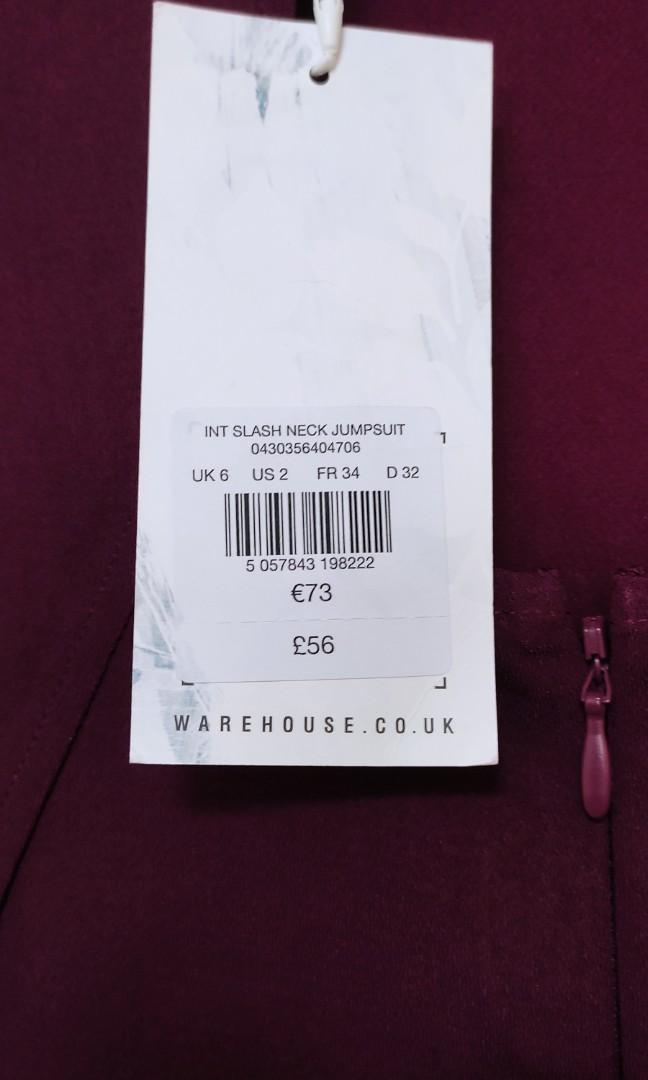 INT SLASH NECK JUMPSUIT
0430356404706
UK 6 US 2 FR 34 D 32
5 057843 198222
€73
£56
WAREHOUSE.CO.UK